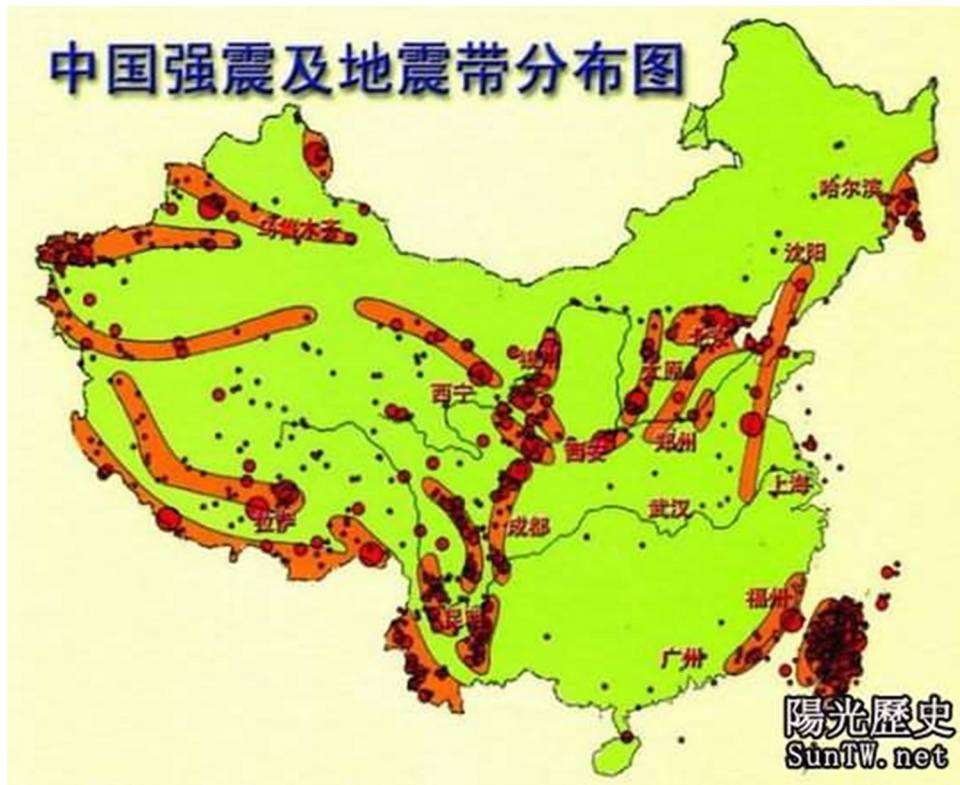 中国强震及地震带分布图
哈尔滨
乌鲁木齐
沈阳
北京
银川
太原
西宁
西安
郑州
上海
拉萨
成都
武汉
昆明
福州
广州
陽光歷史
SunTW.net